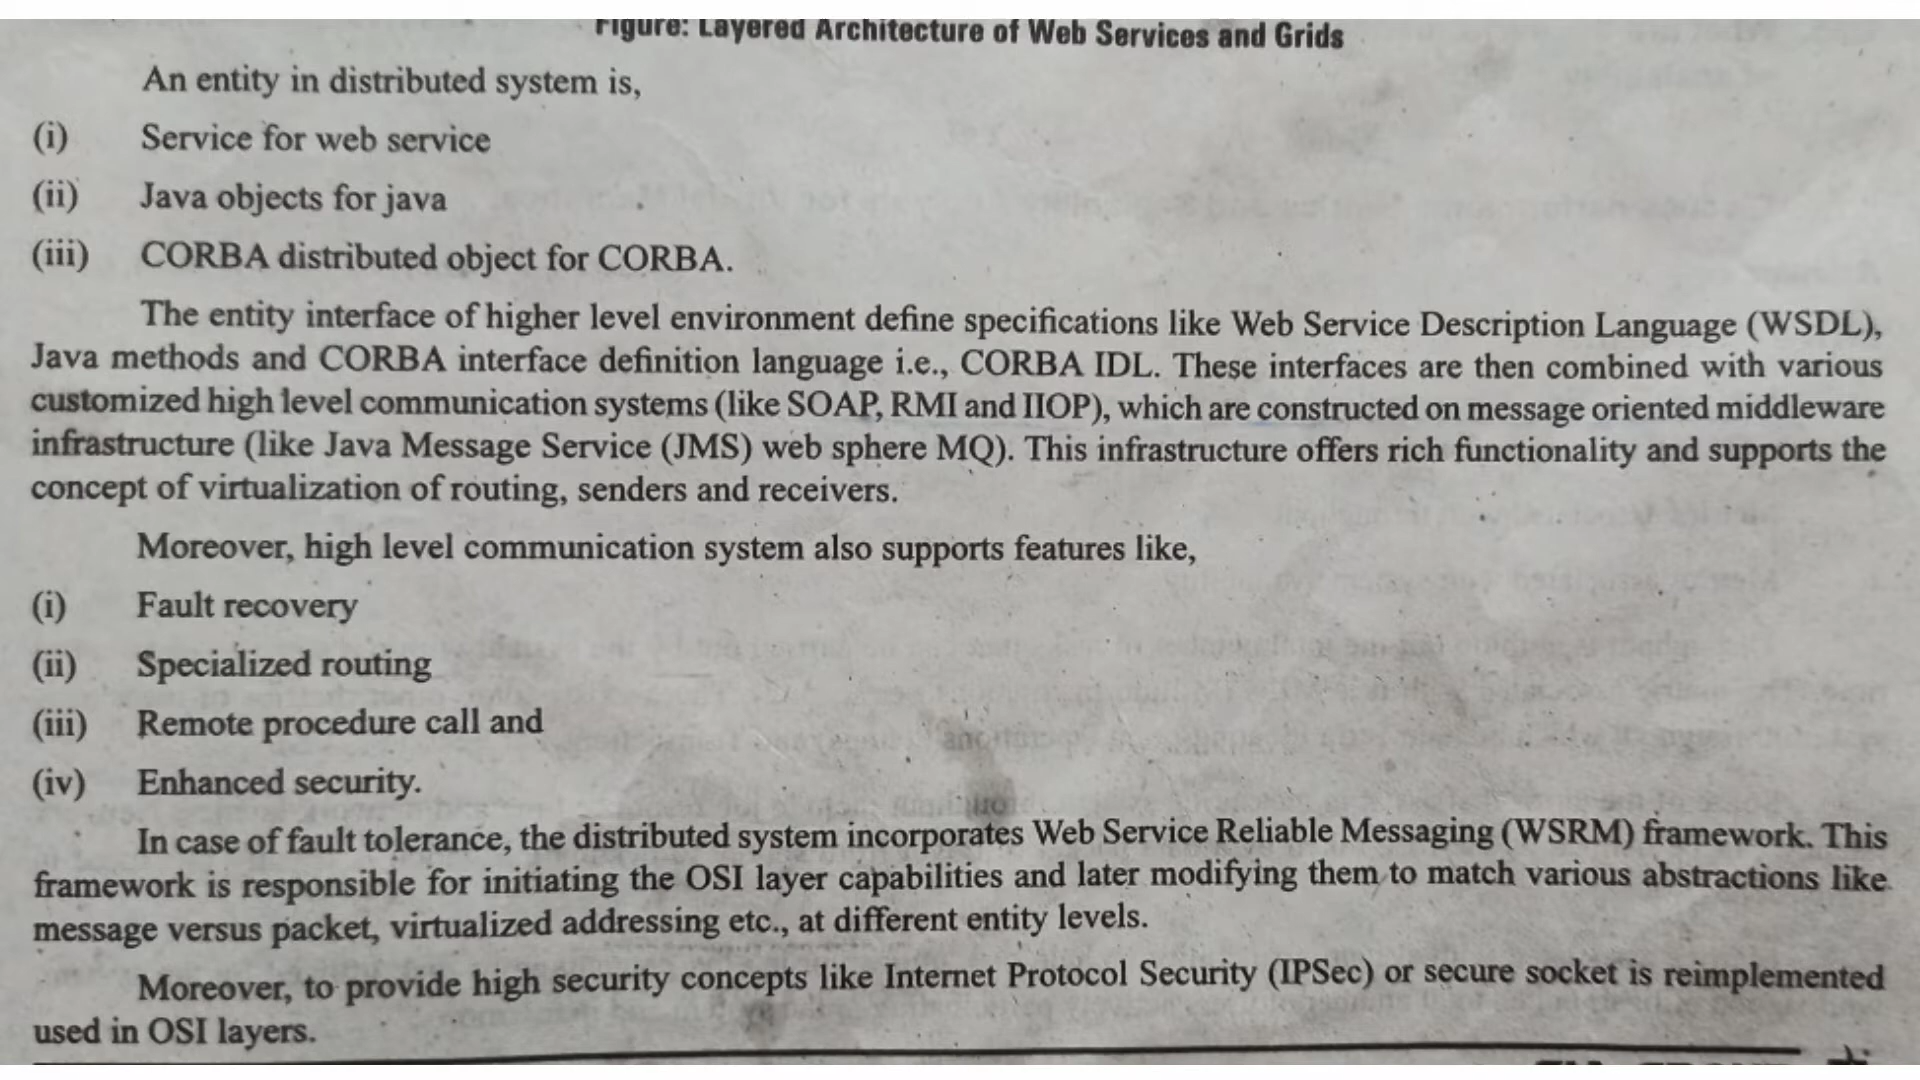 Figure: Layered Architecture of Web Services and Grids
An entity in distributed system is,
(i) Service for web service
(ii) Java objects for java
(iii) CORBA distributed object for CORBA.
The entity interface of higher level environment define specifications like Web Service Description Language (WSDL),
Java methods and CORBA interface definition language i.e., CORBA IDL. These interfaces are then combined with various
customized high level communication systems (like SOAP, RMI and IIOP), which are constructed on message oriented middleware
infrastructure (like Java Message Service (JMS) web sphere MQ). This infrastructure offers rich functionality and supports the
concept of virtualization of routing, senders and receivers.
Moreover, high level communication system also supports features like,
(i) Fault recovery
(ii) Specialized routing
(iii) Remote procedure call and
(iv) Enhanced security.
In case of fault tolerance, the distributed system incorporates Web Service Reliable Messaging (WSRM) framework. This
framework is responsible for initiating the OSI layer capabilities and later modifying them to match various abstractions like
message versus packet, virtualized addressing etc., at different entity levels.
Moreover, to provide high security concepts like Internet Protocol Security (IPSec) or secure socket is reimplemented
used in OSI layers.